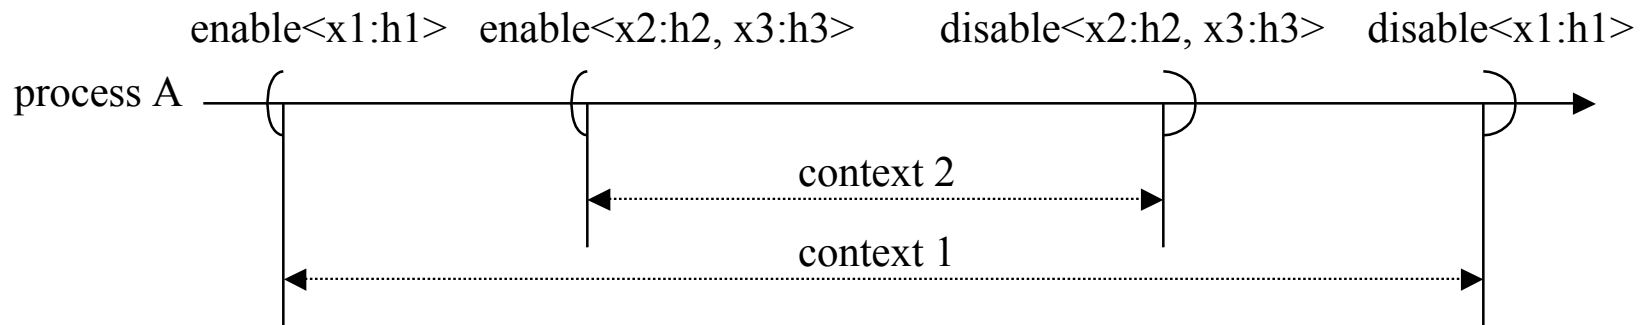 enable<x1:h1> enable<x2:h2, x3:h3> disable<x2:h2, x3:h3> disable<x1:h1>
process A
context 2
context 1